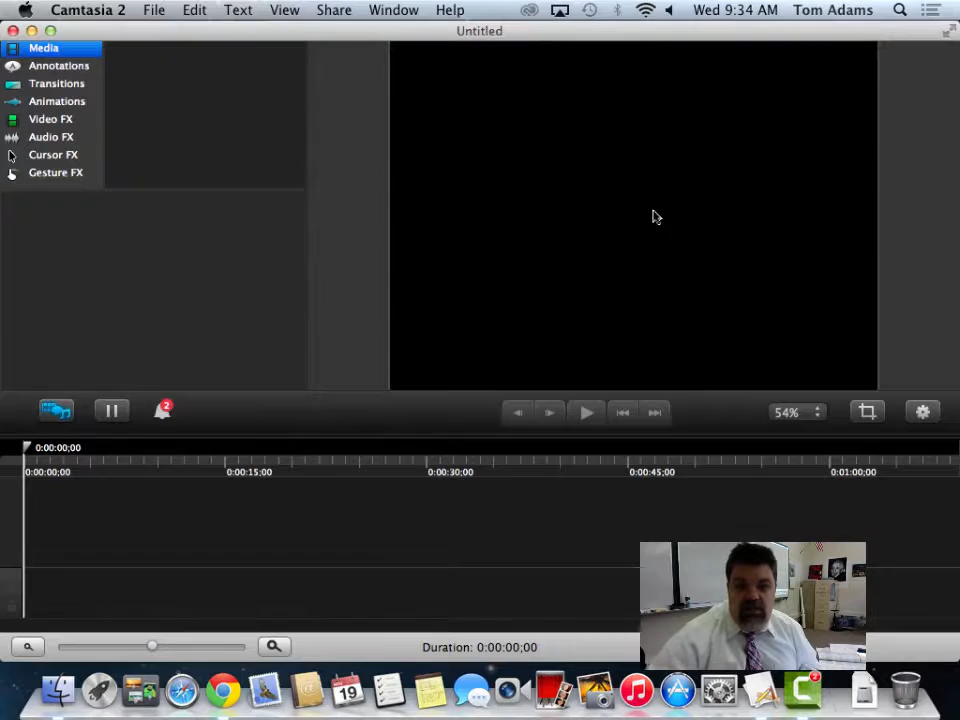 Camtasia 2 File Edit Text View Share Window Help Wed 9:34 AM Tom Adams
Untitled
Media
Annotations
Transitions
Animations
Video FX
Audio FX
Cursor FX
Gesture FX
2
54%
0:00:00;00
0:00:00;00 0:00:15;00 0:00:30;00 0:00:45;00 0:01:00;00
Duration: 0:00:00;00
19
2